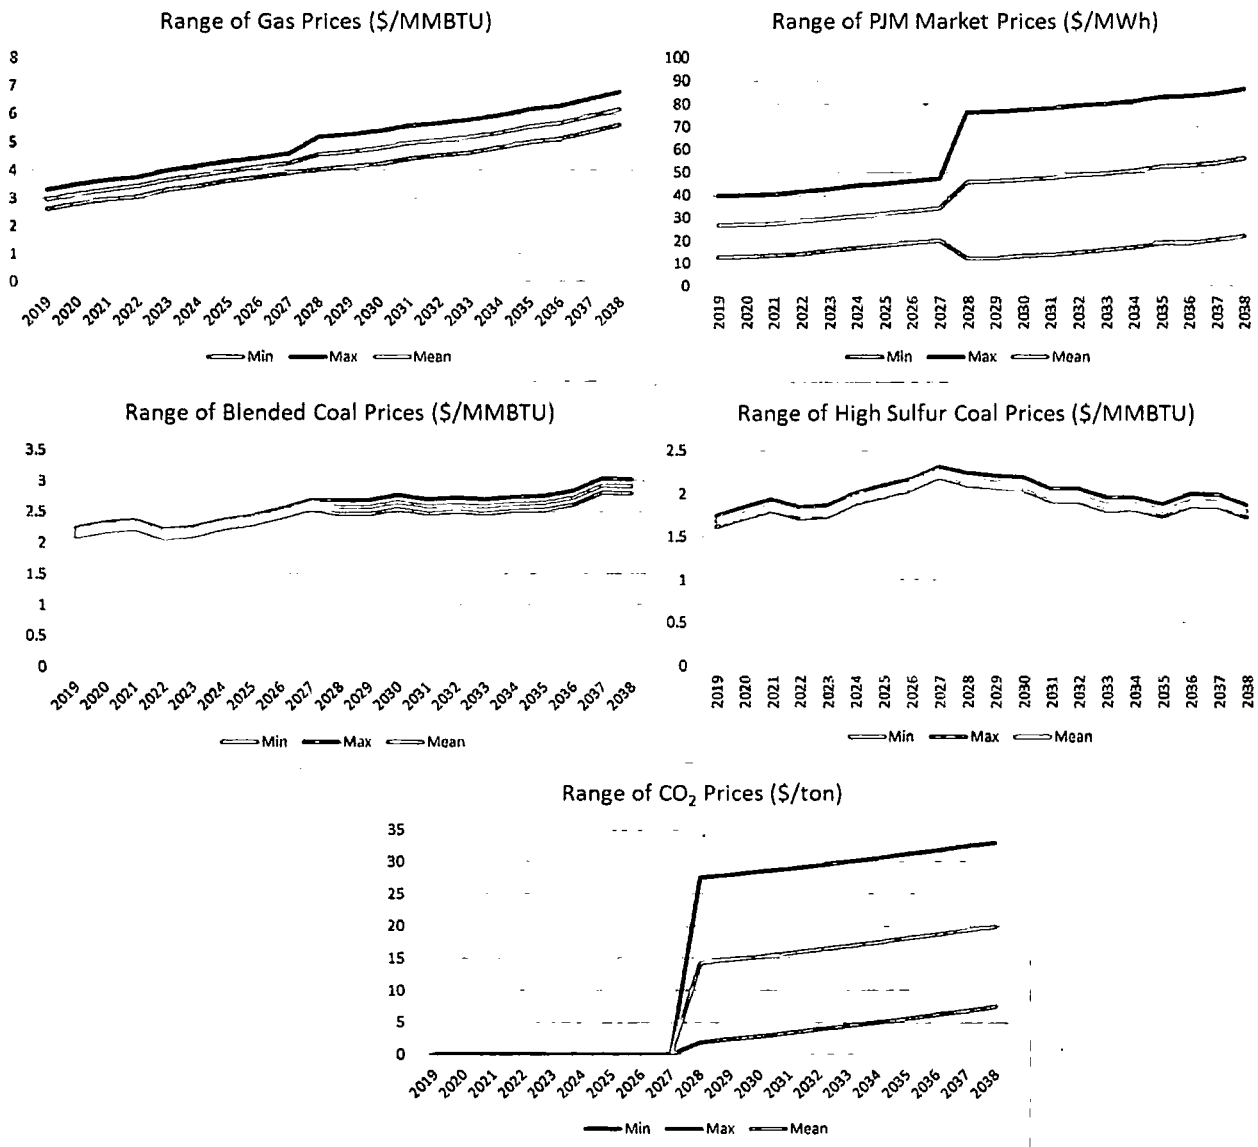 Range of Gas Prices ($/MMBTU)
8
7
6
5
4
3
2
1
0
2019 2020 2021 2022 2023 2024 2025 2026 2027 2028 2029 2030 2031 2032 2033 2034 2035 2036 2037 2038
Min Max Mean
Range of PJM Market Prices ($/MWh)
100
90
80
70
60
50
40
30
20
10
0
2019 2020 2021 2022 2023 2024 2025 2026 2027 2028 2029 2030 2031 2032 2033 2034 2035 2036 2037 2038
Min Max Mean
Range of Blended Coal Prices ($/MMBTU)
3.5
3
2.5
2
1.5
1
0.5
0
2019 2020 2021 2022 2023 2024 2025 2026 2027 2028 2029 2030 2031 2032 2033 2034 2035 2036 2037 2038
Min Max Mean
Range of High Sulfur Coal Prices ($/MMBTU)
2.5
2
1.5
1
0.5
0
2019 2020 2021 2022 2023 2024 2025 2026 2027 2028 2029 2030 2031 2032 2033 2034 2035 2036 2037 2038
Min Max Mean
Range of CO₂ Prices ($/ton)
35
30
25
20
15
10
5
0
2019 2020 2021 2022 2023 2024 2025 2026 2027 2028 2029 2030 2031 2032 2033 2034 2035 2036 2037 2038
Min Max Mean